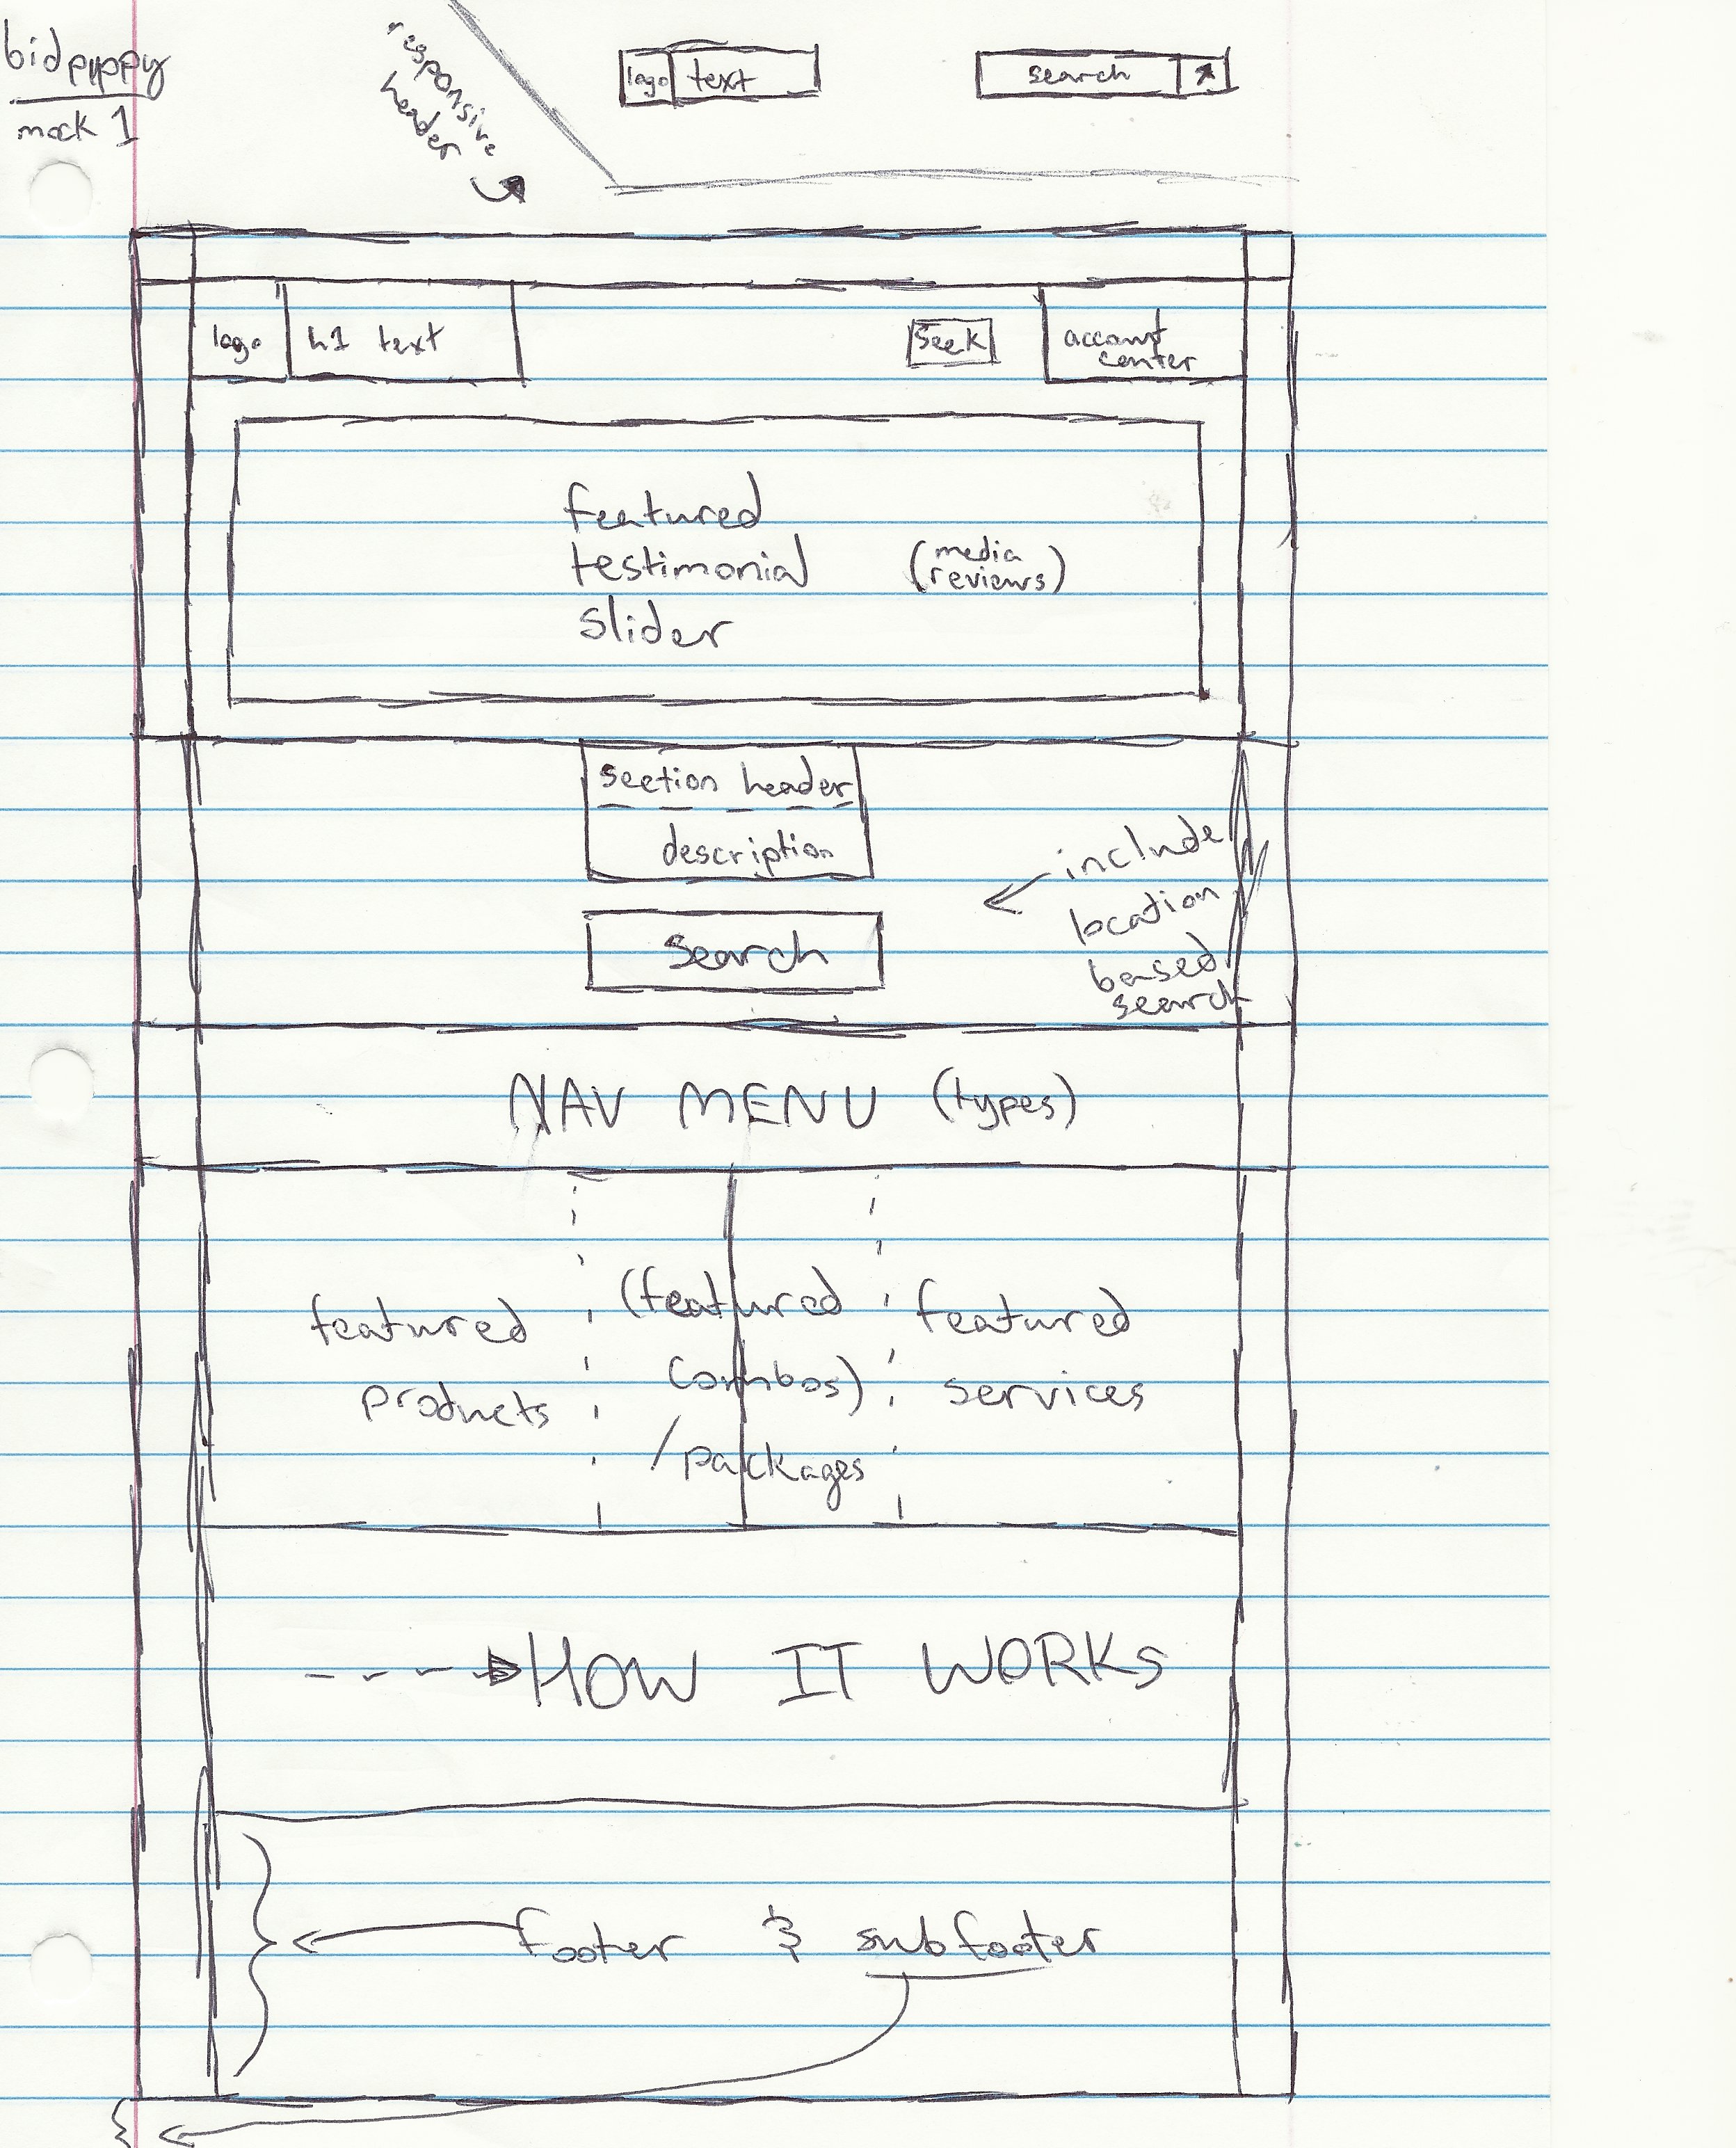 bidpyppy
mock 1
responsive
header
logo text
search
logo h1 text
Seek
account
center
featured
testimonial
slider
(media
reviews)
section header
description
Search
include
location
based
search
NAV MENU (types)
featured
products
(featured
combos)
/packages
featured
services
HOW IT WORKS
footer & subfooter